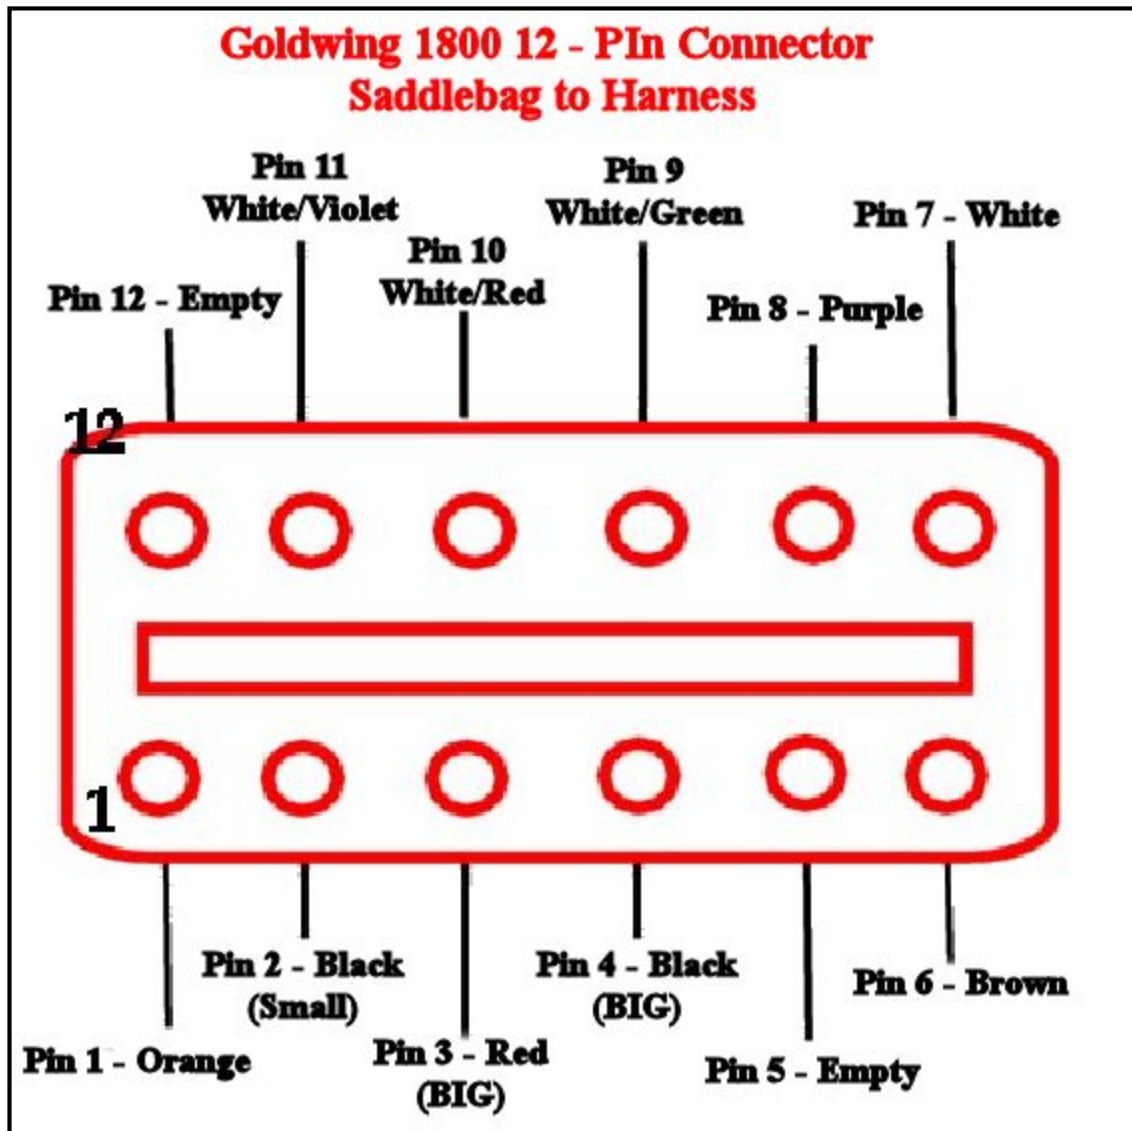 Goldwing 1800 12 - PIn Connector
Saddlebag to Harness
Pin 11
White/Violet
Pin 9
White/Green
Pin 7 - White
Pin 10
White/Red
Pin 12 - Empty
Pin 8 - Purple
12
1
Pin 2 - Black
(Small)
Pin 4 - Black
(BIG)
Pin 6 - Brown
Pin 1 - Orange
Pin 3 - Red
(BIG)
Pin 5 - Empty